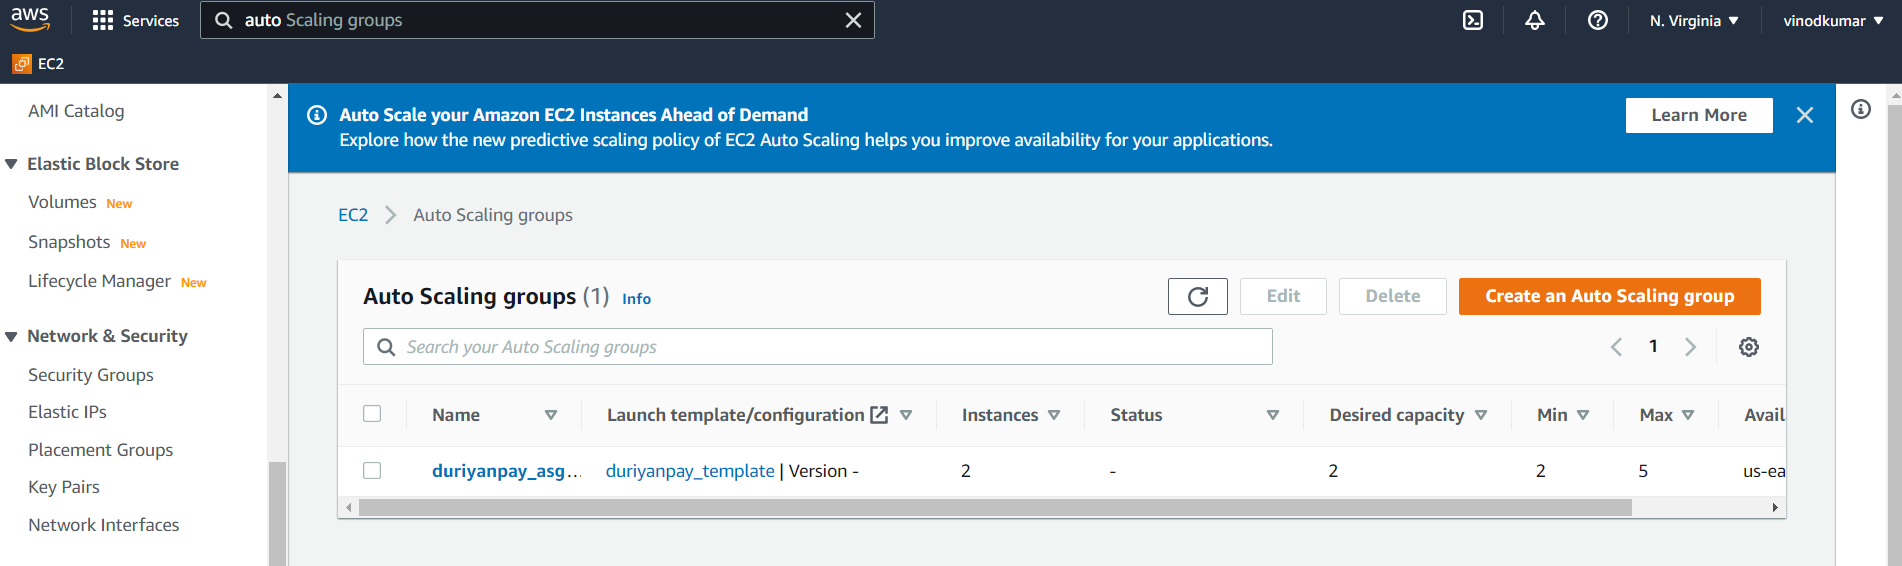 aws
Services
auto Scaling groups
N. Virginia
vinodkumar
EC2
AMI Catalog
Elastic Block Store
Volumes New
Snapshots New
Lifecycle Manager New
Network & Security
Security Groups
Elastic IPs
Placement Groups
Key Pairs
Network Interfaces
Auto Scale your Amazon EC2 Instances Ahead of Demand
Explore how the new predictive scaling policy of EC2 Auto Scaling helps you improve availability for your applications.
Learn More
EC2 > Auto Scaling groups
Auto Scaling groups (1) Info
Edit
Delete
Create an Auto Scaling group
Search your Auto Scaling groups
1
Name Launch template/configuration Instances Status Desired capacity Min Max Avail
duriyanpay_asg... duriyanpay_template | Version - 2 - 2 2 5 us-ea